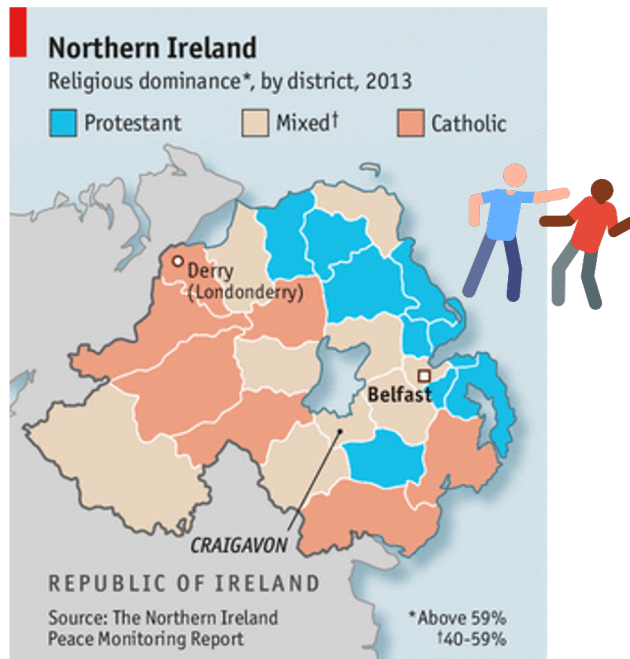 Northern Ireland
Religious dominance*, by district, 2013
Protestant
Mixed†
Catholic
Derry
(Londonderry)
Belfast
CRAIGAVON
REPUBLIC OF IRELAND
Source: The Northern Ireland
Peace Monitoring Report
*Above 59%
†40-59%